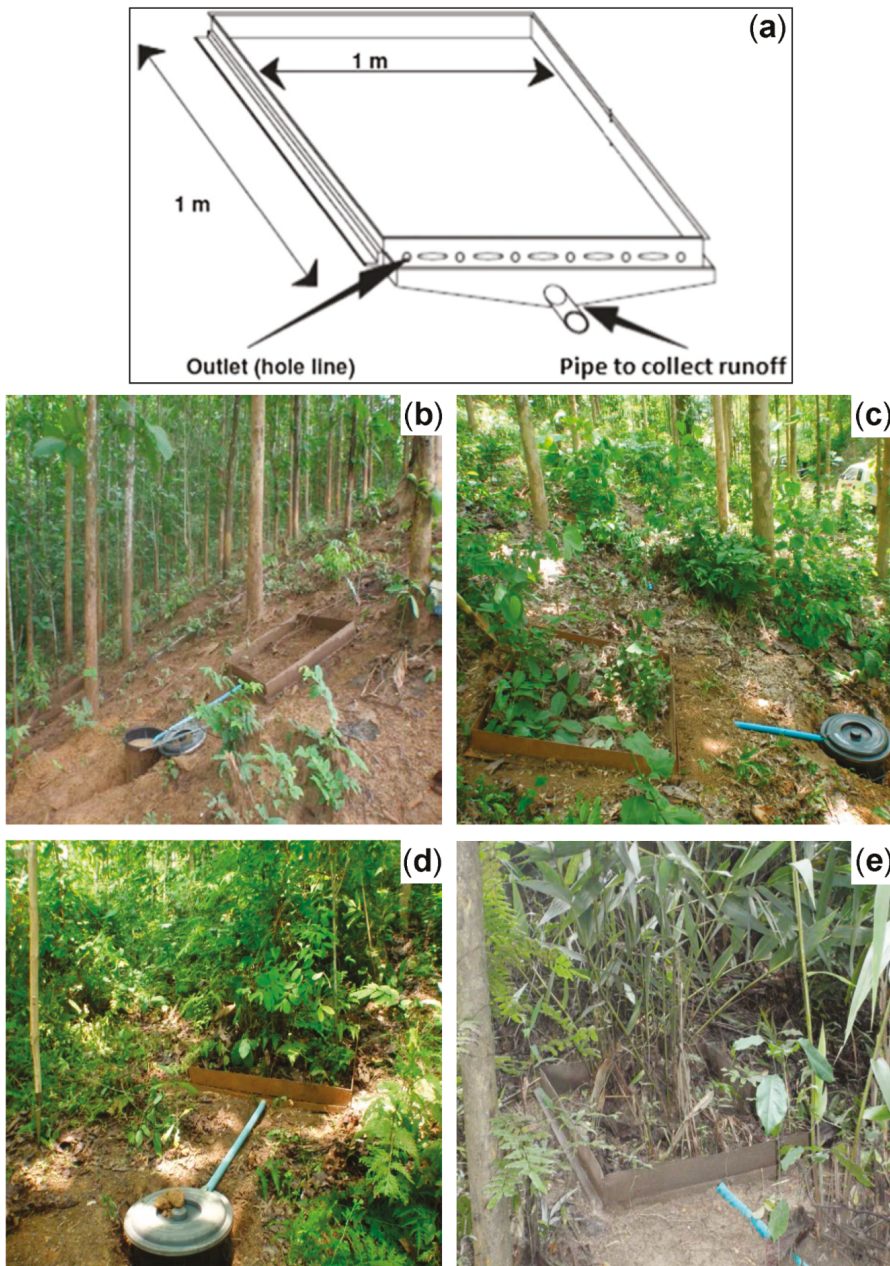 (a)
1 m
1 m
Outlet (hole line)
Pipe to collect runoff
(b)
(c)
(d)
(e)